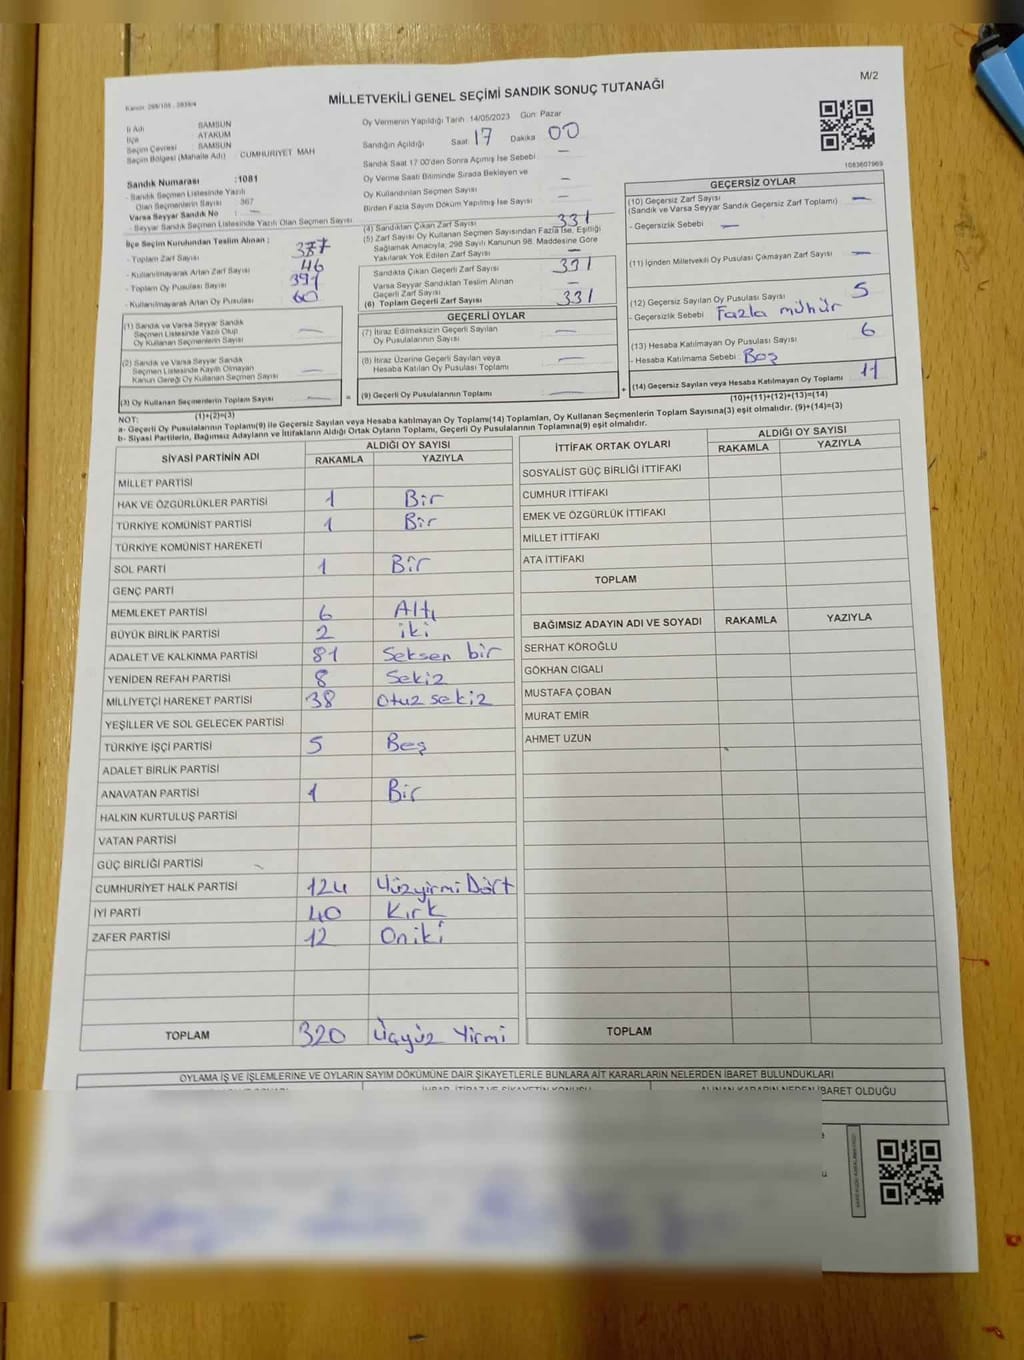 M/2
MİLLETVEKİLİ GENEL SEÇİMİ SANDIK SONUÇ TUTANAĞI
İl Adı SAMSUN
İlçe ATAKUM
Seçim Çevresi SAMSUN
Seçim Bölgesi (Mahalle Adı) CUMHURİYET MAH
Sandık Numarası :1081
- Sandık Seçmen Listesinde Yazılı
Olan Seçmenlerin Sayısı 367
Varsa Seyyar Sandık No : —
- Seyyar Sandık Seçmen Listesinde Yazılı Olan Seçmen Sayısı
İlçe Seçim Kurulundan Teslim Alınan :
- Toplam Zarf Sayısı 377
- Kullanılmayarak Artan Zarf Sayısı 46
- Toplam Oy Pusulası Sayısı 391
- Kullanılmayarak Artan Oy Pusulası 60
Oy Vermenin Yapıldığı Tarih 14/05/2023 Gün: Pazar
Sandığın Açıldığı Saat 17 Dakika 00
Sandık Saat 17 00'den Sonra Açımış İse Sebebi —
Oy Verme Saati Bitiminde Sırada Bekleyen ve
Oy Kullandırılan Seçmen Sayısı —
Birden Fazla Sayım Döküm Yapılmış İse Sayısı —
(4) Sandıktan Çıkan Zarf Sayısı 331
(5) Zarf Sayısı Oy Kullanan Seçmen Sayısından Fazla İse, Eşitliği
Sağlamak Amacıyla, 298 Sayılı Kanunun 98. Maddesine Göre
Yakılarak Yok Edilen Zarf Sayısı —
Sandıkta Çıkan Geçerli Zarf Sayısı 331
Varsa Seyyar Sandıktan Teslim Alınan
Geçerli Zarf Sayısı —
(6) Toplam Geçerli Zarf Sayısı 331
1083607969
GEÇERSİZ OYLAR
(10) Geçersiz Zarf Sayısı —
(Sandık ve Varsa Seyyar Sandık Geçersiz Zarf Toplamı)
- Geçersizlik Sebebi —
(11) İçinden Milletvekili Oy Pusulası Çıkmayan Zarf Sayısı —
(12) Geçersiz Sayılan Oy Pusulası Sayısı 5
- Geçersizlik Sebebi Fazla mühür
(13) Hesaba Katılmayan Oy Pusulası Sayısı 6
- Hesaba Katılmama Sebebi : Boş
(14) Geçersiz Sayılan veya Hesaba Katılmayan Oy Toplamı 11
(10)+(11)+(12)+(13)=(14)
(1) Sandık ve Varsa Seyyar Sandık
Seçmen Listesinde Yazılı Olup
Oy Kullanan Seçmenlerin Sayısı —
(2) Sandık ve Varsa Seyyar Sandık
Seçmen Listesinde Kayıtlı Olmayan
Kanun Gereği Oy Kullanan Seçmen Sayısı —
(3) Oy Kullanan Seçmenlerin Toplam Sayısı —
(1)+(2)=(3)
GEÇERLİ OYLAR
(7) İtiraz Edilmeksizin Geçerli Sayılan
Oy Pusulalarının Sayısı —
(8) İtiraz Üzerine Geçerli Sayılan veya
Hesaba Katılan Oy Pusulası Toplamı —
= (9) Geçerli Oy Pusulalarının Toplamı — +
NOT:
a- Geçerli Oy Pusulalarının Toplamı(9) ile Geçersiz Sayılan veya Hesaba katılmayan Oy Toplamı(14) Toplamları, Oy Kullanan Seçmenlerin Toplam Sayısına(3) eşit olmalıdır. (9)+(14)=(3)
b- Siyasi Partilerin, Bağımsız Adayların ve İttifakların Aldığı Ortak Oyların Toplamı, Geçerli Oy Pusulalarının Toplamına(9) eşit olmalıdır.
SİYASİ PARTİNİN ADI ALDIĞI OY SAYISI
RAKAMLA YAZIYLA
MİLLET PARTİSİ
HAK VE ÖZGÜRLÜKLER PARTİSİ 1 Bir
TÜRKİYE KOMÜNİST PARTİSİ 1 Bir
TÜRKİYE KOMÜNİST HAREKETİ
SOL PARTİ 1 Bir
GENÇ PARTİ
MEMLEKET PARTİSİ 6 Altı
BÜYÜK BİRLİK PARTİSİ 2 iki
ADALET VE KALKINMA PARTİSİ 81 Seksen bir
YENİDEN REFAH PARTİSİ 8 Sekiz
MİLLİYETÇİ HAREKET PARTİSİ 38 Otuz sekiz
YEŞİLLER VE SOL GELECEK PARTİSİ
TÜRKİYE İŞÇİ PARTİSİ 5 Beş
ADALET BİRLİK PARTİSİ
ANAVATAN PARTİSİ 1 Bir
HALKIN KURTULUŞ PARTİSİ
VATAN PARTİSİ
GÜÇ BİRLİĞİ PARTİSİ
CUMHURİYET HALK PARTİSİ 124 YüzyirmiDört
İYİ PARTİ 40 Kırk
ZAFER PARTİSİ 12 Oniki
TOPLAM 320 Üçyüz Yirmi
İTTİFAK ORTAK OYLARI ALDIĞI OY SAYISI
RAKAMLA YAZIYLA
SOSYALİST GÜÇ BİRLİĞİ İTTİFAKI
CUMHUR İTTİFAKI
EMEK VE ÖZGÜRLÜK İTTİFAKI
MİLLET İTTİFAKI
ATA İTTİFAKI
TOPLAM
BAĞIMSIZ ADAYIN ADI VE SOYADI RAKAMLA YAZIYLA
SERHAT KÖROĞLU
GÖKHAN CIGALI
MUSTAFA ÇOBAN
MURAT EMİR
AHMET UZUN
TOPLAM
OYLAMA İŞ VE İŞLEMLERİNE VE OYLARIN SAYIM DÖKÜMÜNE DAİR ŞİKAYETLERLE BUNLARA AİT KARARLARIN NELERDEN İBARET BULUNDUKLARI
İHBAR, İTİRAZ VE ŞİKAYETİN KONUSU ALINAN KARARIN NEDEN İBARET OLDUĞU